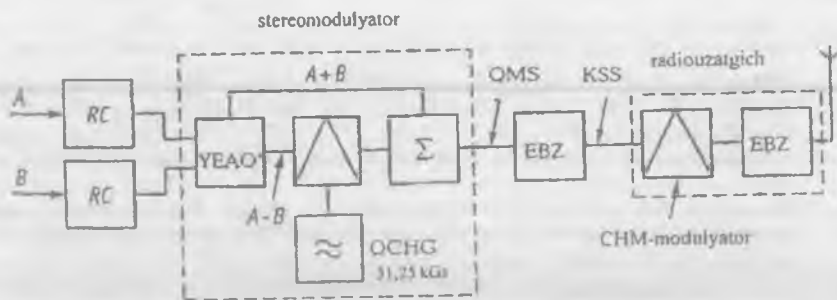 stereomodulyator
A
RC
B
RC
A+B
YEAO'
A-B
Σ
≈
OCHG
31,25 kGs
QMS
EBZ
KSS
radiouzatgich
EBZ
CHM-modulyator